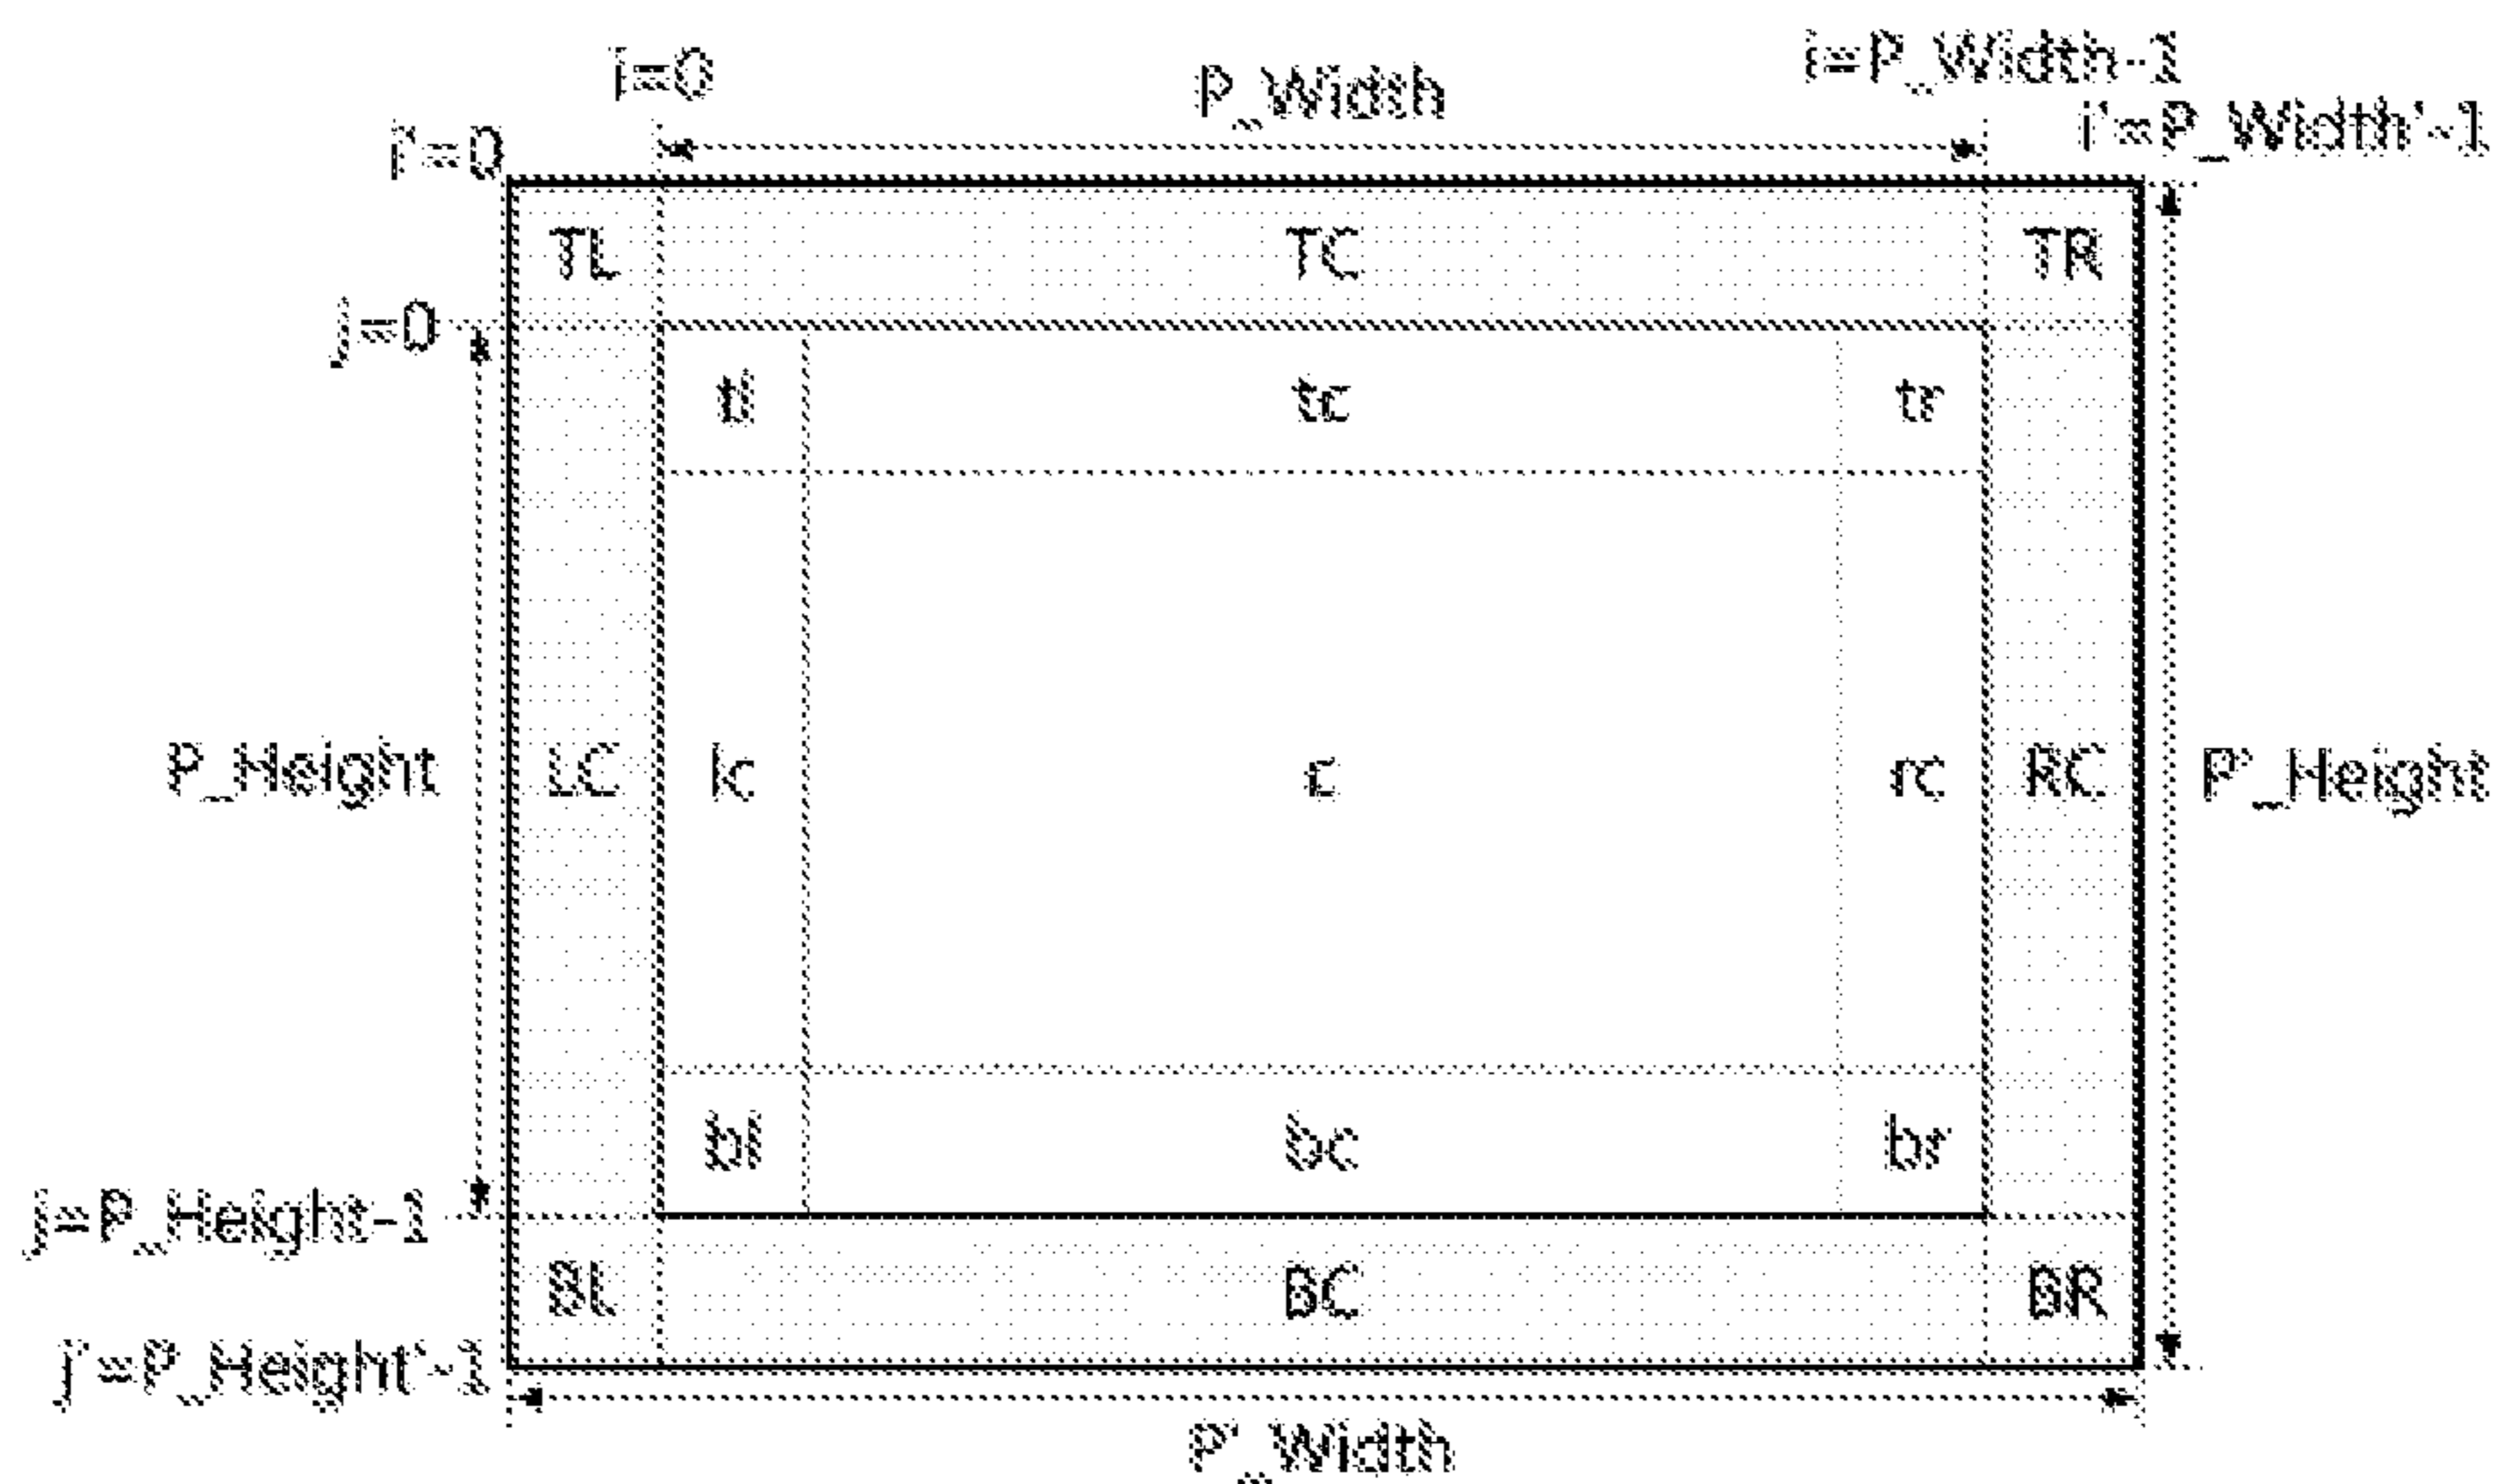 i=0 P_Width i=P_Width-1
i'=0 i'=P_Width'-1
TL TC TR
j=0
tl tc tr
P_Height LC lc c rc RC P'_Height
bl bc br
j=P_Height-1
BL BC BR
j'=P_Height'-1
P'_Width